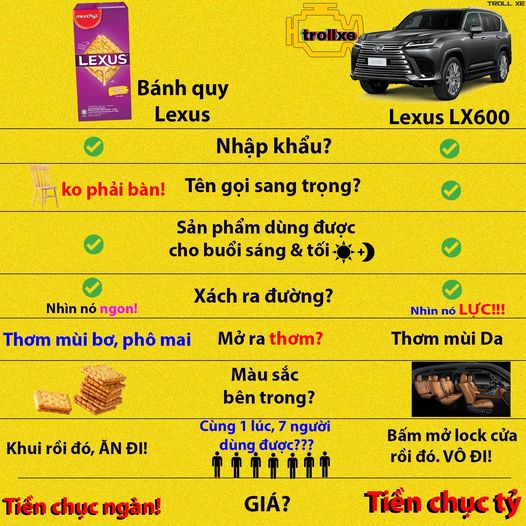 TROLL XE
munchy's
LEXUS
trollxe
Bánh quy
Lexus
Lexus LX600
Nhập khẩu?
ko phải bàn!
Tên gọi sang trọng?
Sản phẩm dùng được
cho buổi sáng & tối
+
Xách ra đường?
Nhìn nó ngon!
Nhìn nó LỰC!!!
Thơm mùi bơ, phô mai
Mở ra thơm?
Thơm mùi Da
Màu sắc
bên trong?
Cùng 1 lúc, 7 người
dùng được???
Khui rồi đó, ĂN ĐI!
Bấm mở lock cửa
rồi đó. VÔ ĐI!
Tiền chục ngàn!
GIÁ?
Tiền chục tỷ